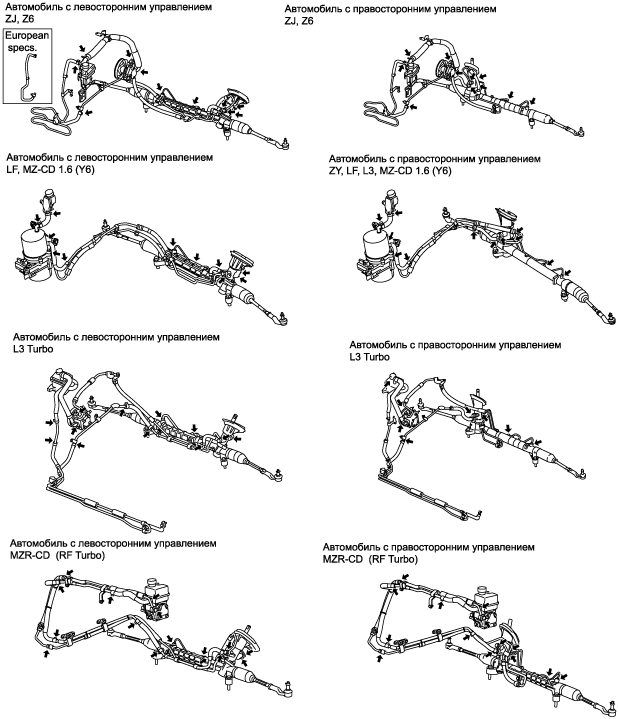 Автомобиль с левосторонним управлением
ZJ, Z6
European
specs.
Автомобиль с правосторонним управлением
ZJ, Z6
Автомобиль с левосторонним управлением
LF, MZ-CD 1.6 (Y6)
Автомобиль с правосторонним управлением
ZY, LF, L3, MZ-CD 1.6 (Y6)
Автомобиль с левосторонним управлением
L3 Turbo
Автомобиль с правосторонним управлением
L3 Turbo
Автомобиль с левосторонним управлением
MZR-CD (RF Turbo)
Автомобиль с правосторонним управлением
MZR-CD (RF Turbo)